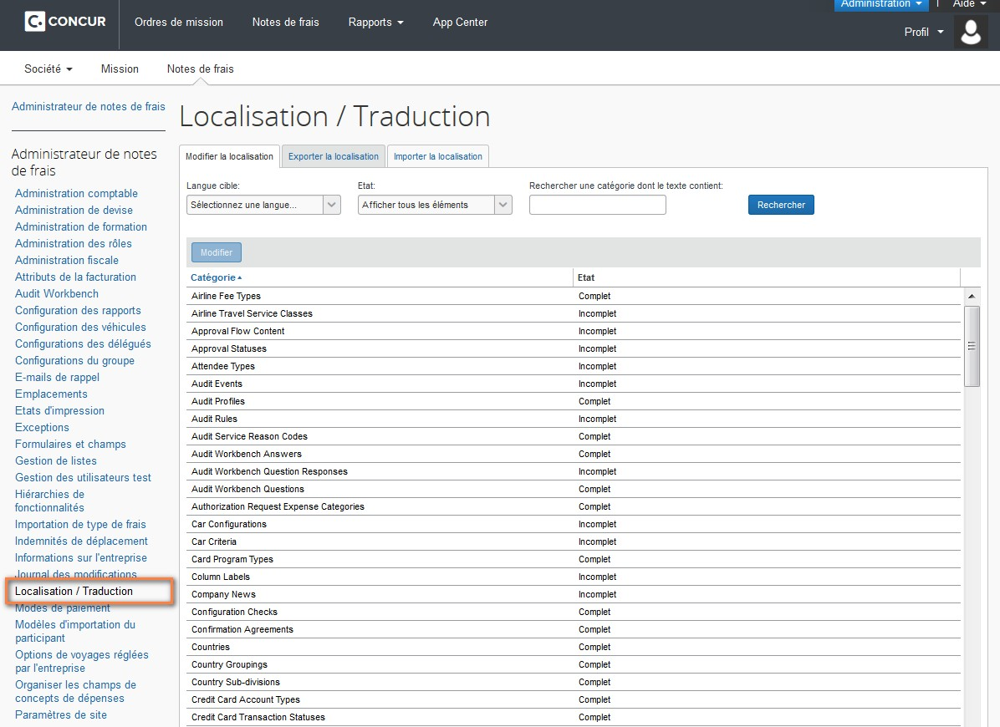 Administration
Aide
C. CONCUR
Ordres de mission
Notes de frais
Rapports
App Center
Profil
Société
Mission
Notes de frais
Administrateur de notes de frais
Administrateur de notes
de frais
Administration comptable
Administration de devise
Administration de formation
Administration des rôles
Administration fiscale
Attributs de la facturation
Audit Workbench
Configuration des rapports
Configuration des véhicules
Configurations des délégués
Configurations du groupe
E-mails de rappel
Emplacements
Etats d'impression
Exceptions
Formulaires et champs
Gestion de listes
Gestion des utilisateurs test
Hiérarchies de
fonctionnalités
Importation de type de frais
Indemnités de déplacement
Informations sur l'entreprise
Journal des modifications
Localisation / Traduction
Modes de paiement
Modèles d'importation du
participant
Options de voyages réglées
par l'entreprise
Organiser les champs de
concepts de dépenses
Paramètres de site
Localisation / Traduction
Modifier la localisation
Exporter la localisation
Importer la localisation
Langue cible:
Etat:
Rechercher une catégorie dont le texte contient:
Sélectionnez une langue...
Afficher tous les éléments
Rechercher
Modifier
Catégorie Etat
Airline Fee Types Complet
Airline Travel Service Classes Incomplet
Approval Flow Content Incomplet
Approval Statuses Incomplet
Attendee Types Incomplet
Audit Events Incomplet
Audit Profiles Complet
Audit Rules Incomplet
Audit Service Reason Codes Complet
Audit Workbench Answers Complet
Audit Workbench Question Responses Incomplet
Audit Workbench Questions Complet
Authorization Request Expense Categories Complet
Car Configurations Incomplet
Car Criteria Incomplet
Card Program Types Complet
Column Labels Incomplet
Company News Incomplet
Configuration Checks Complet
Confirmation Agreements Complet
Countries Complet
Country Groupings Complet
Country Sub-divisions Complet
Credit Card Account Types Complet
Credit Card Transaction Statuses Complet